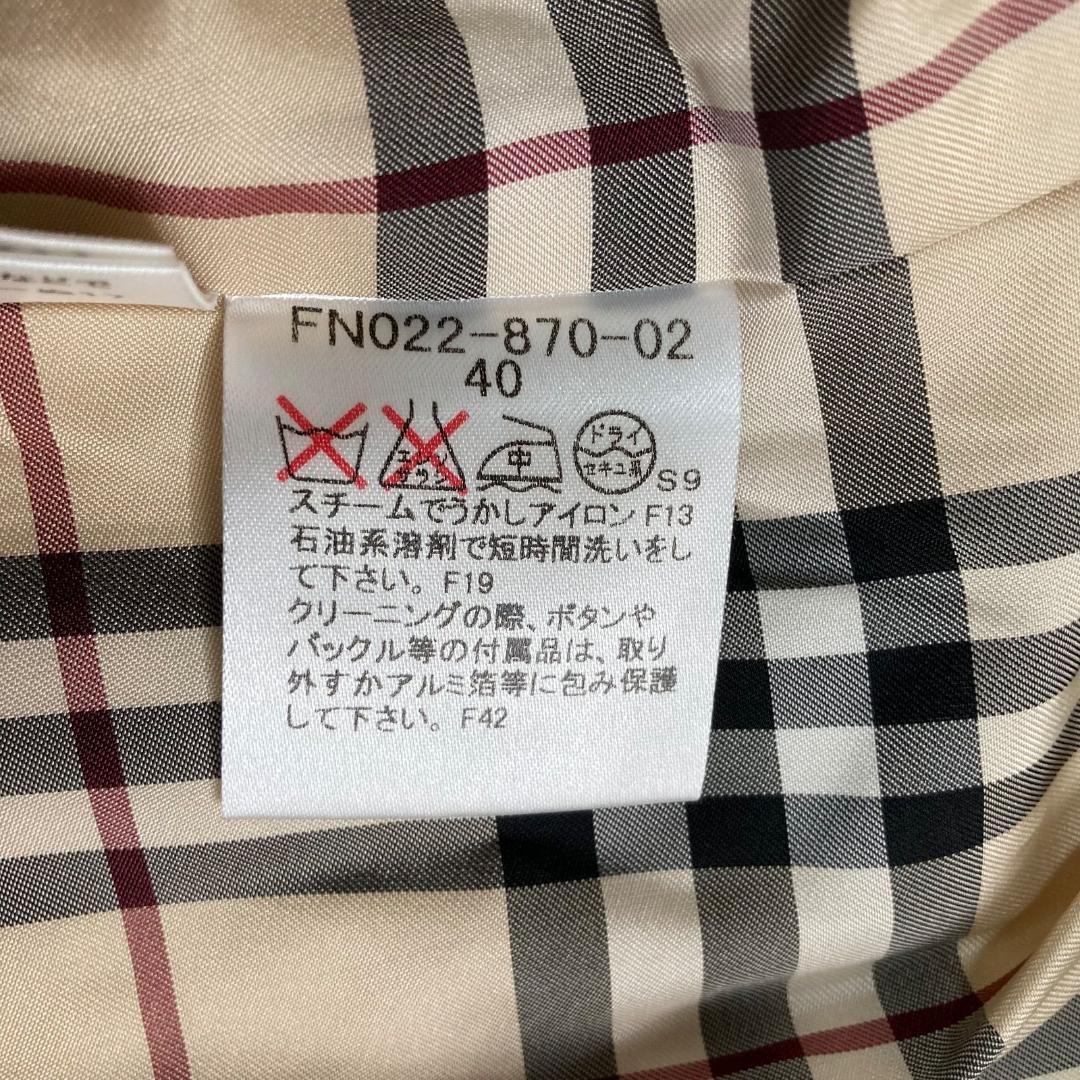 などや
FN022-870-02
40
エンソサラシ
中
ドライ
セキユ系
S9
スチームでうかしアイロン F13
石油系溶剤で短時間洗いをし
て下さい。F19
クリーニングの際、ボタンや
バックル等の付属品は、取り
外すかアルミ箔等に包み保護
して下さい。F42